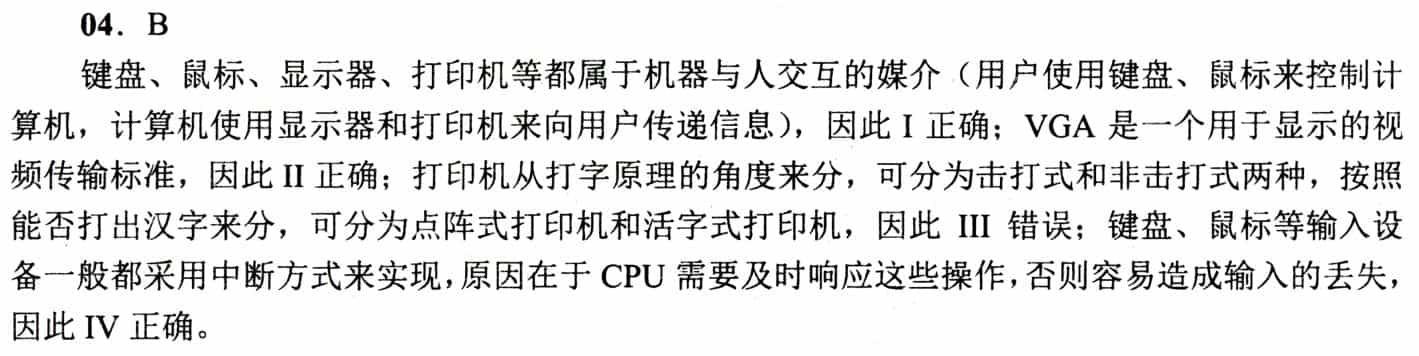 04．B
键盘、鼠标、显示器、打印机等都属于机器与人交互的媒介（用户使用键盘、鼠标来控制计
算机，计算机使用显示器和打印机来向用户传递信息），因此 I 正确；VGA 是一个用于显示的视
频传输标准，因此 II 正确；打印机从打字原理的角度来分，可分为击打式和非击打式两种，按照
能否打出汉字来分，可分为点阵式打印机和活字式打印机，因此 III 错误；键盘、鼠标等输入设
备一般都采用中断方式来实现，原因在于 CPU 需要及时响应这些操作，否则容易造成输入的丢失，
因此 IV 正确。